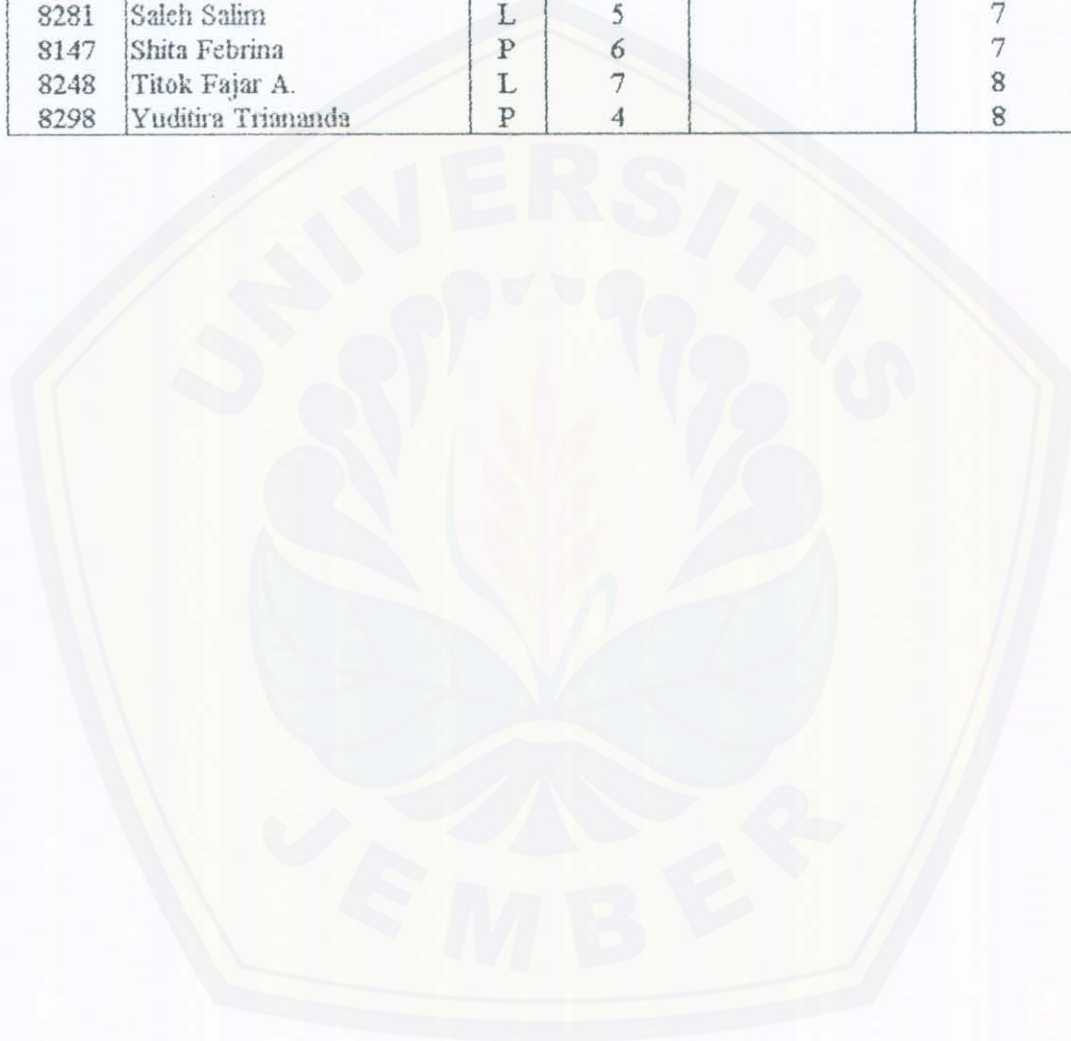 8281 Saleh Salim L 5 7
8147 Shita Febrina P 6 7
8248 Titok Fajar A. L 7 8
8298 Yuditira Triananda P 4 8
UNIVERSITAS
JEMBER